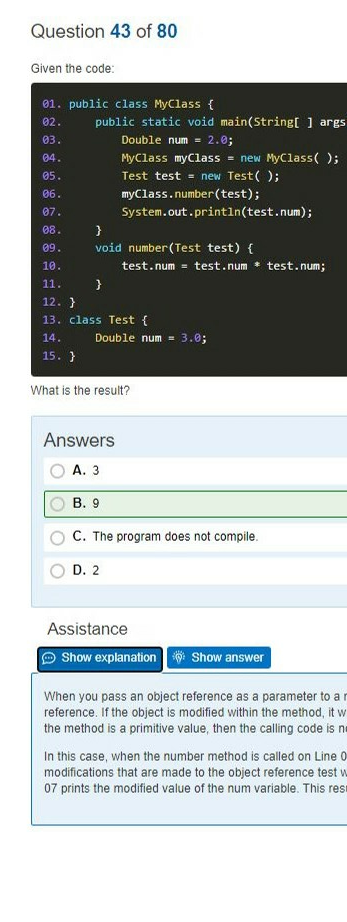 Question 43 of 80
Given the code:
01. public class MyClass {
02. public static void main(String[ ] args
03. Double num = 2.0;
04. MyClass myClass = new MyClass( );
05. Test test = new Test( );
06. myClass.number(test);
07. System.out.println(test.num);
08. }
09. void number(Test test) {
10. test.num = test.num * test.num;
11. }
12. }
13. class Test {
14. Double num = 3.0;
15. }
What is the result?
Answers
A. 3
B. 9
C. The program does not compile.
D. 2
Assistance
Show explanation
Show answer
When you pass an object reference as a parameter to a
reference. If the object is modified within the method, it
the method is a primitive value, then the calling code is
In this case, when the number method is called on Line 0
modifications that are made to the object reference test
07 prints the modified value of the num variable. This